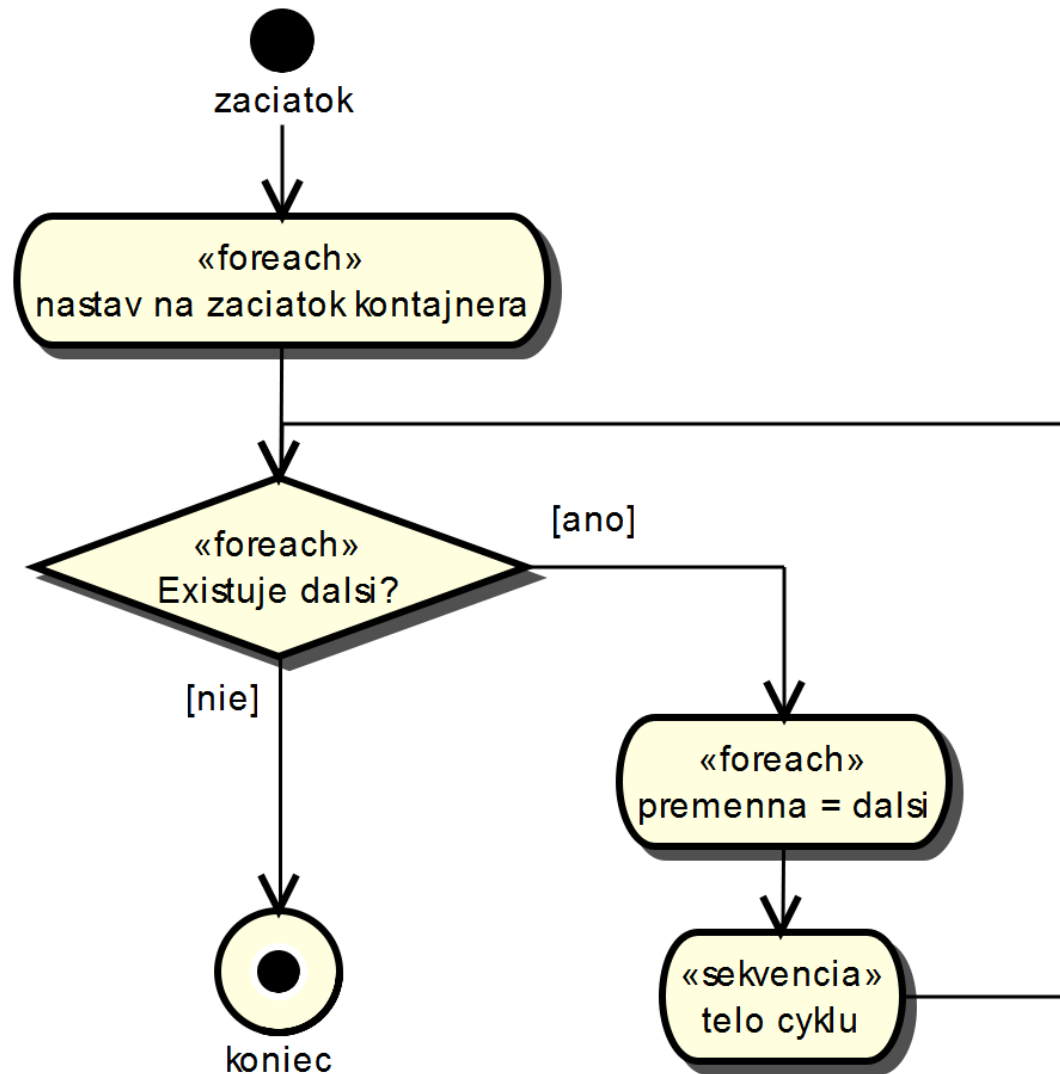 zaciatok
«foreach»
nastav na zaciatok kontajnera
«foreach»
Existuje dalsi?
[ano]
[nie]
«foreach»
premenna = dalsi
«sekvencia»
telo cyklu
koniec